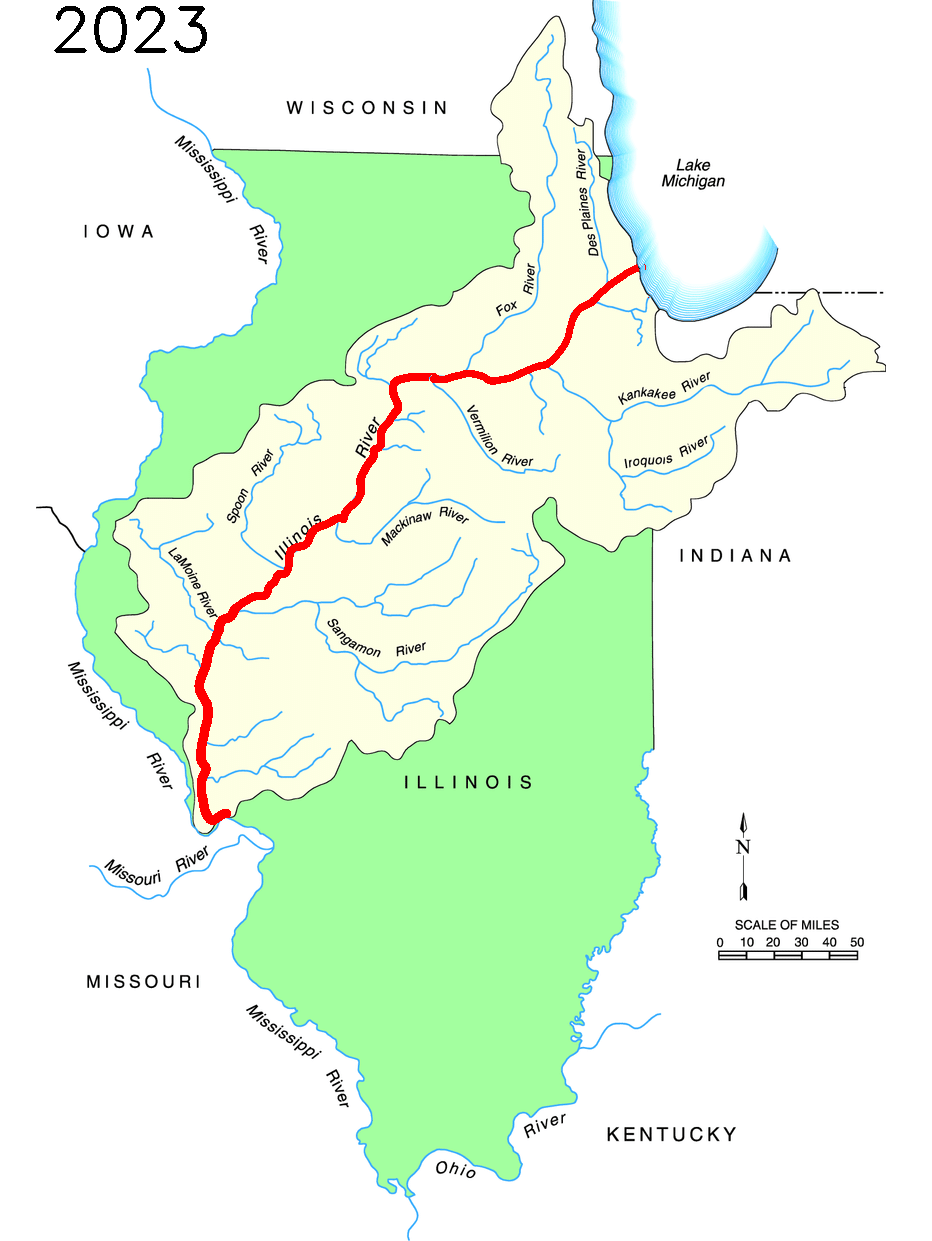 2023
WISCONSIN
Lake
Michigan
Mississippi
River
IOWA
Des Plaines River
Fox
River
Kankakee River
Vermilion River
Iroquois River
Spoon River
Illinois
River
Mackinaw River
LaMoine River
INDIANA
Sangamon River
Mississippi
River
ILLINOIS
Missouri River
N
SCALE OF MILES
0 10 20 30 40 50
MISSOURI
Mississippi
River
Ohio
River
KENTUCKY